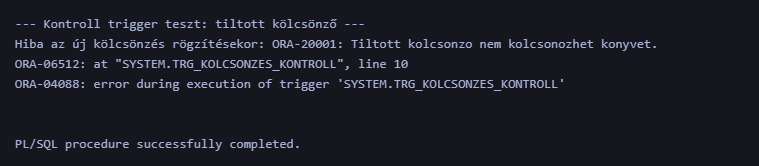 --- Kontroll trigger teszt: tiltott kölcsönző ---
Hiba az új kölcsönzés rögzítésekor: ORA-20001: Tiltott kolcsonzo nem kolcsonozhet konyvet.
ORA-06512: at "SYSTEM.TRG_KOLCSONZES_KONTROLL", line 10
ORA-04088: error during execution of trigger 'SYSTEM.TRG_KOLCSONZES_KONTROLL'
PL/SQL procedure successfully completed.